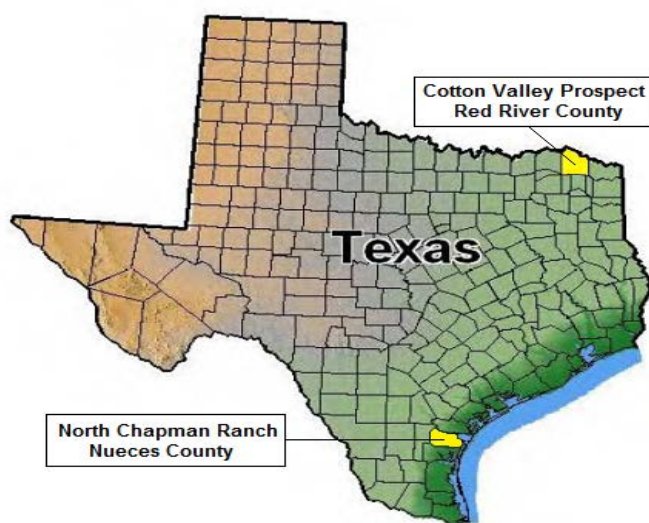 Cotton Valley Prospect
Red River County
Texas
North Chapman Ranch
Nueces County